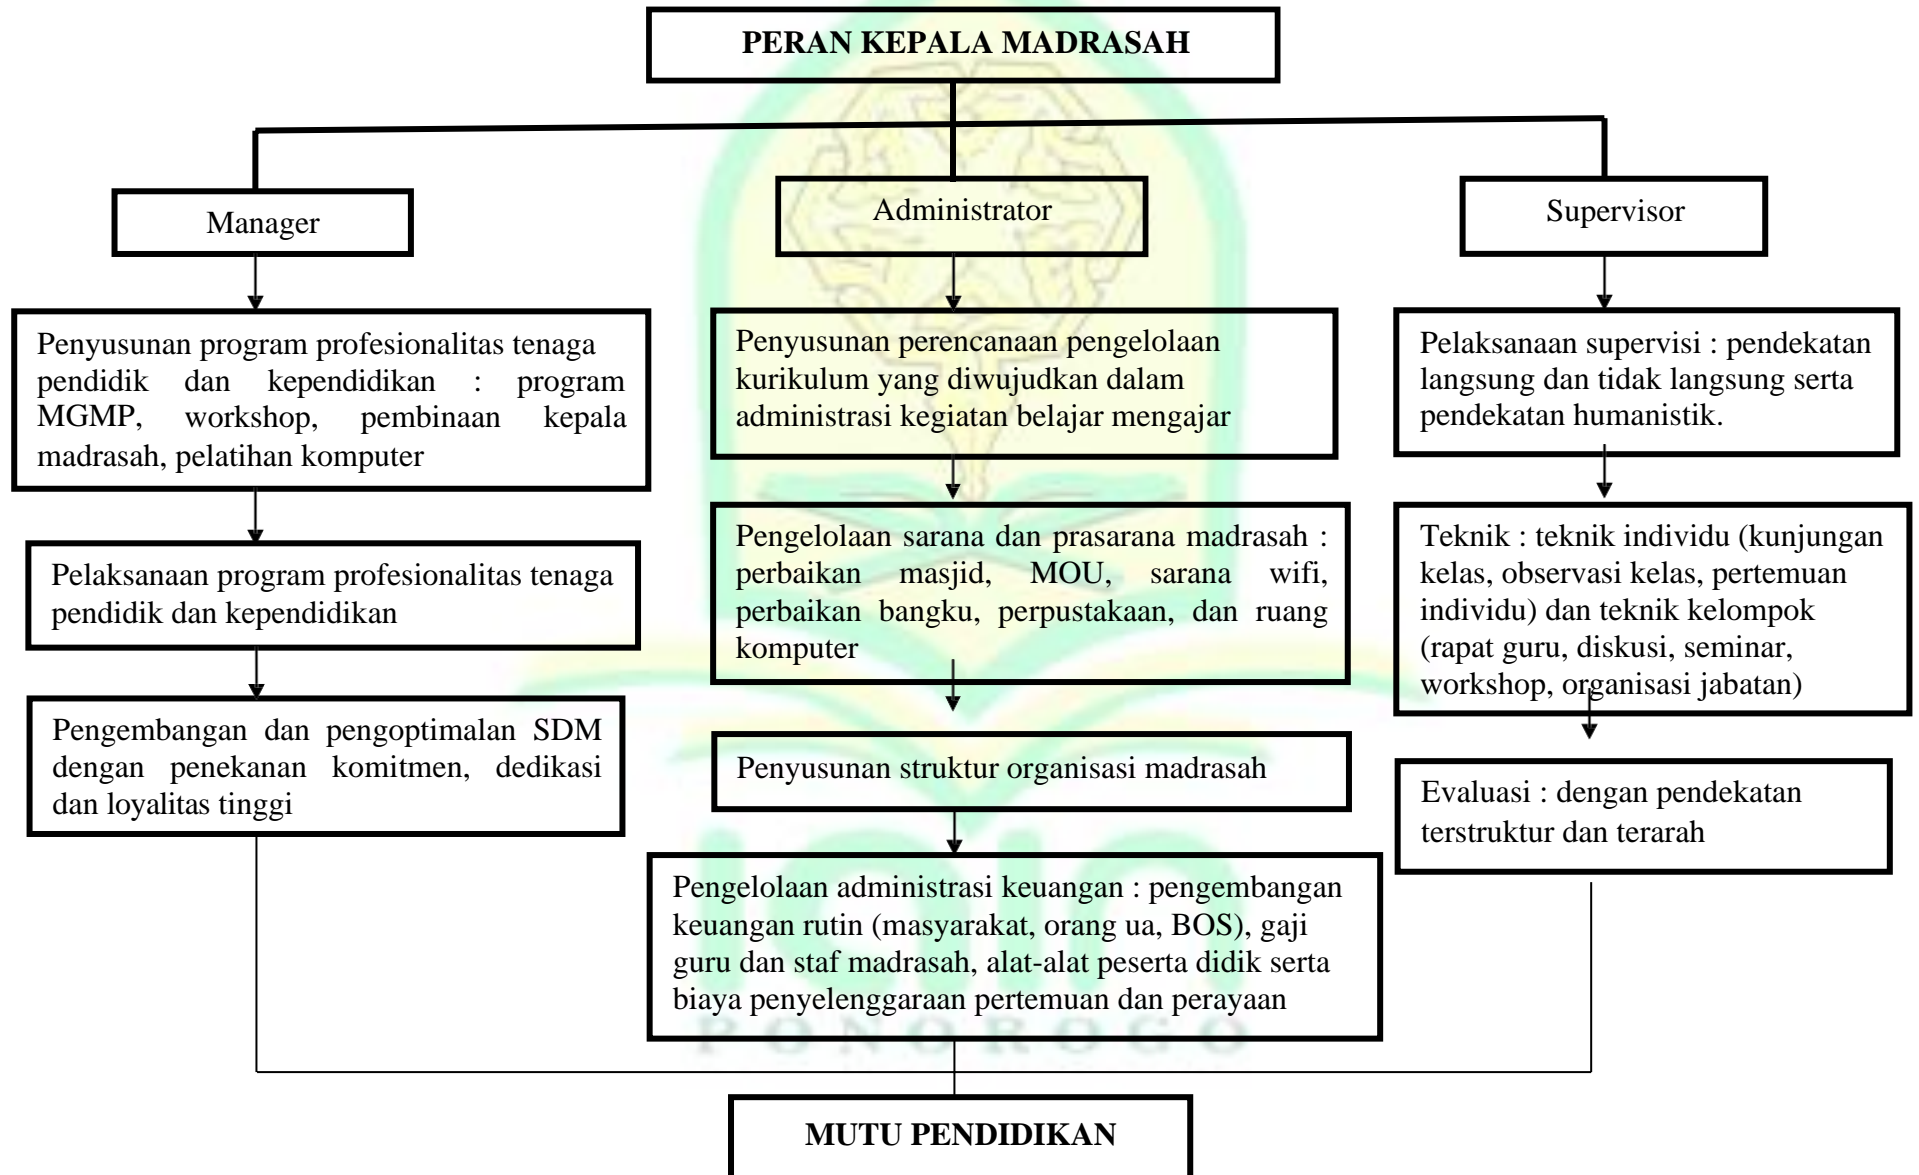 PERAN KEPALA MADRASAH
Manager
Administrator
Supervisor
Penyusunan program profesionalitas tenaga
pendidik dan kependidikan : program
MGMP, workshop, pembinaan kepala
madrasah, pelatihan komputer
Pelaksanaan program profesionalitas tenaga
pendidik dan kependidikan
Pengembangan dan pengoptimalan SDM
dengan penekanan komitmen, dedikasi
dan loyalitas tinggi
Penyusunan perencanaan pengelolaan
kurikulum yang diwujudkan dalam
administrasi kegiatan belajar mengajar
Pengelolaan sarana dan prasarana madrasah :
perbaikan masjid, MOU, sarana wifi,
perbaikan bangku, perpustakaan, dan ruang
komputer
Penyusunan struktur organisasi madrasah
Pengelolaan administrasi keuangan : pengembangan
keuangan rutin (masyarakat, orang ua, BOS), gaji
guru dan staf madrasah, alat-alat peserta didik serta
biaya penyelenggaraan pertemuan dan perayaan
Pelaksanaan supervisi : pendekatan
langsung dan tidak langsung serta
pendekatan humanistik.
Teknik : teknik individu (kunjungan
kelas, observasi kelas, pertemuan
individu) dan teknik kelompok
(rapat guru, diskusi, seminar,
workshop, organisasi jabatan)
Evaluasi : dengan pendekatan
terstruktur dan terarah
MUTU PENDIDIKAN
iain
PONOROGO